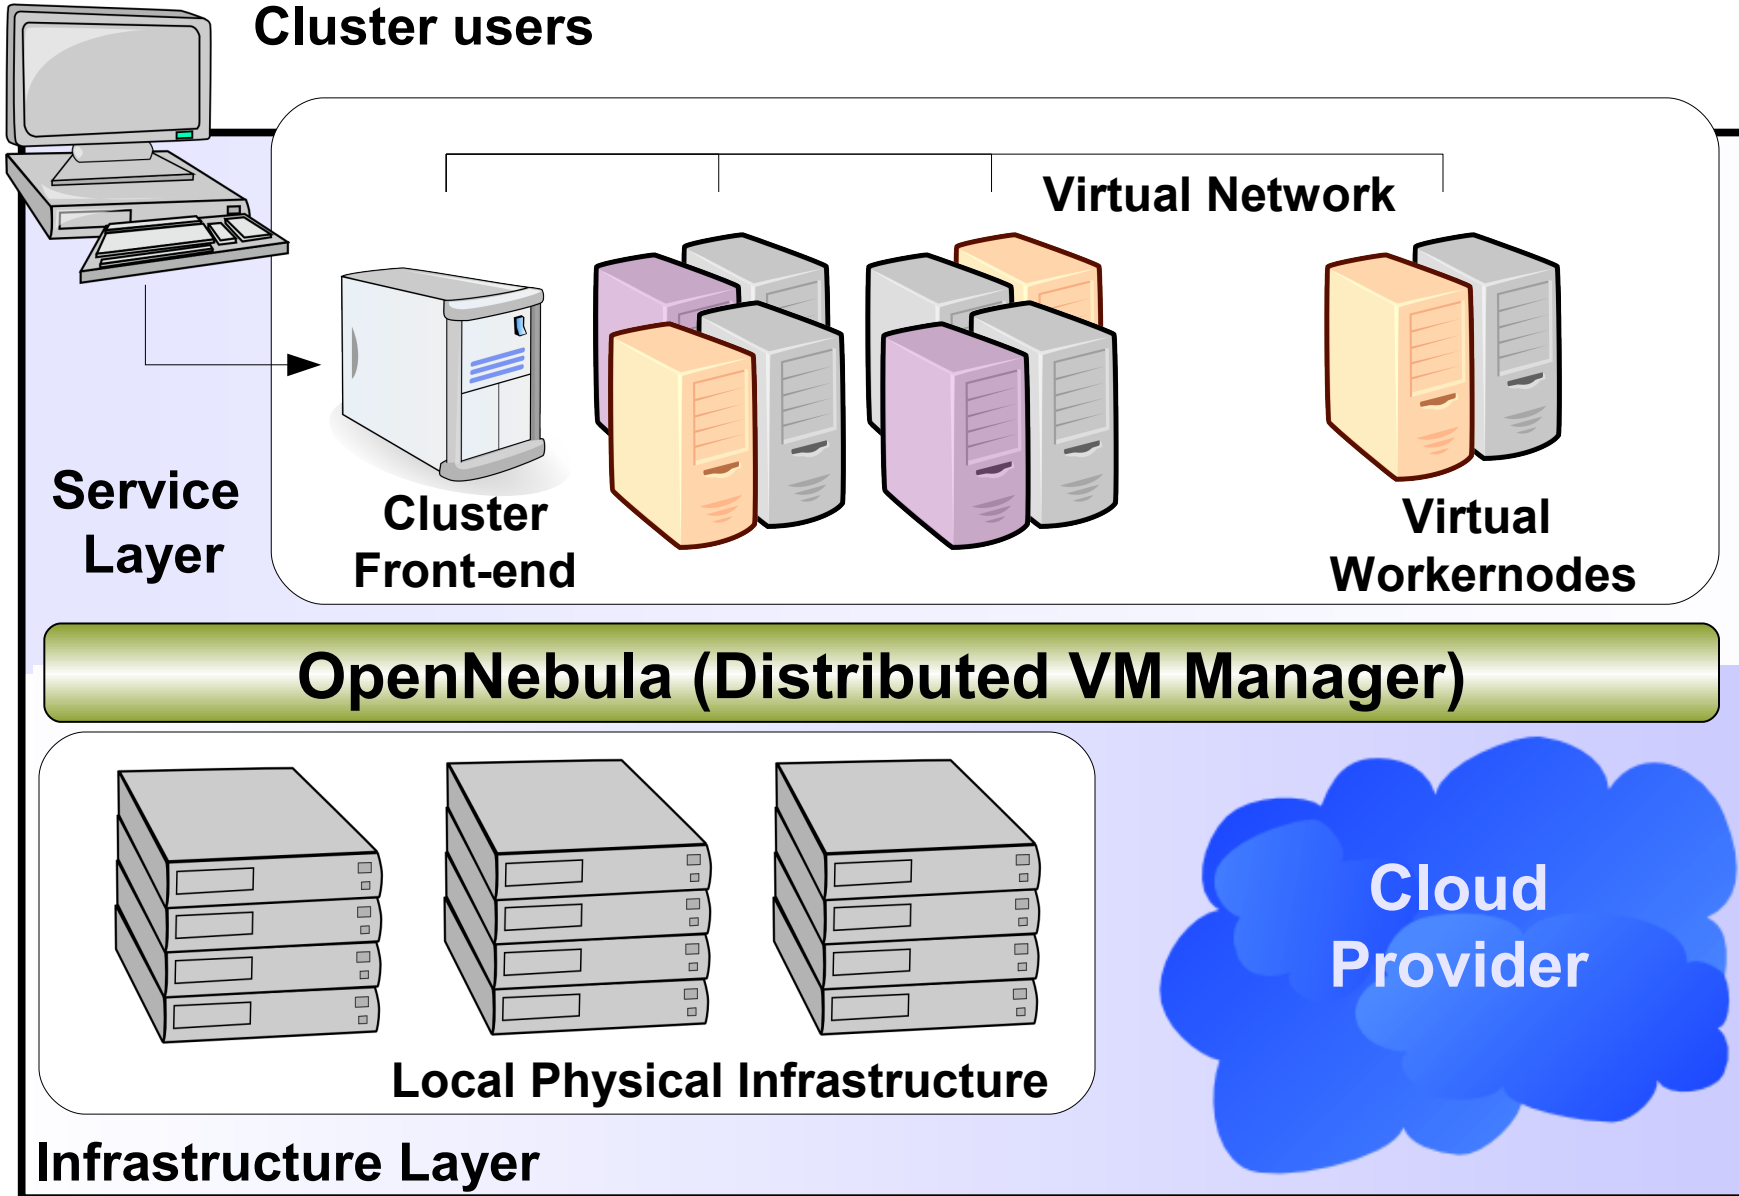 Cluster users
Virtual Network
Service
Layer
Cluster
Front-end
Virtual
Workernodes
OpenNebula (Distributed VM Manager)
Cloud
Provider
Local Physical Infrastructure
Infrastructure Layer